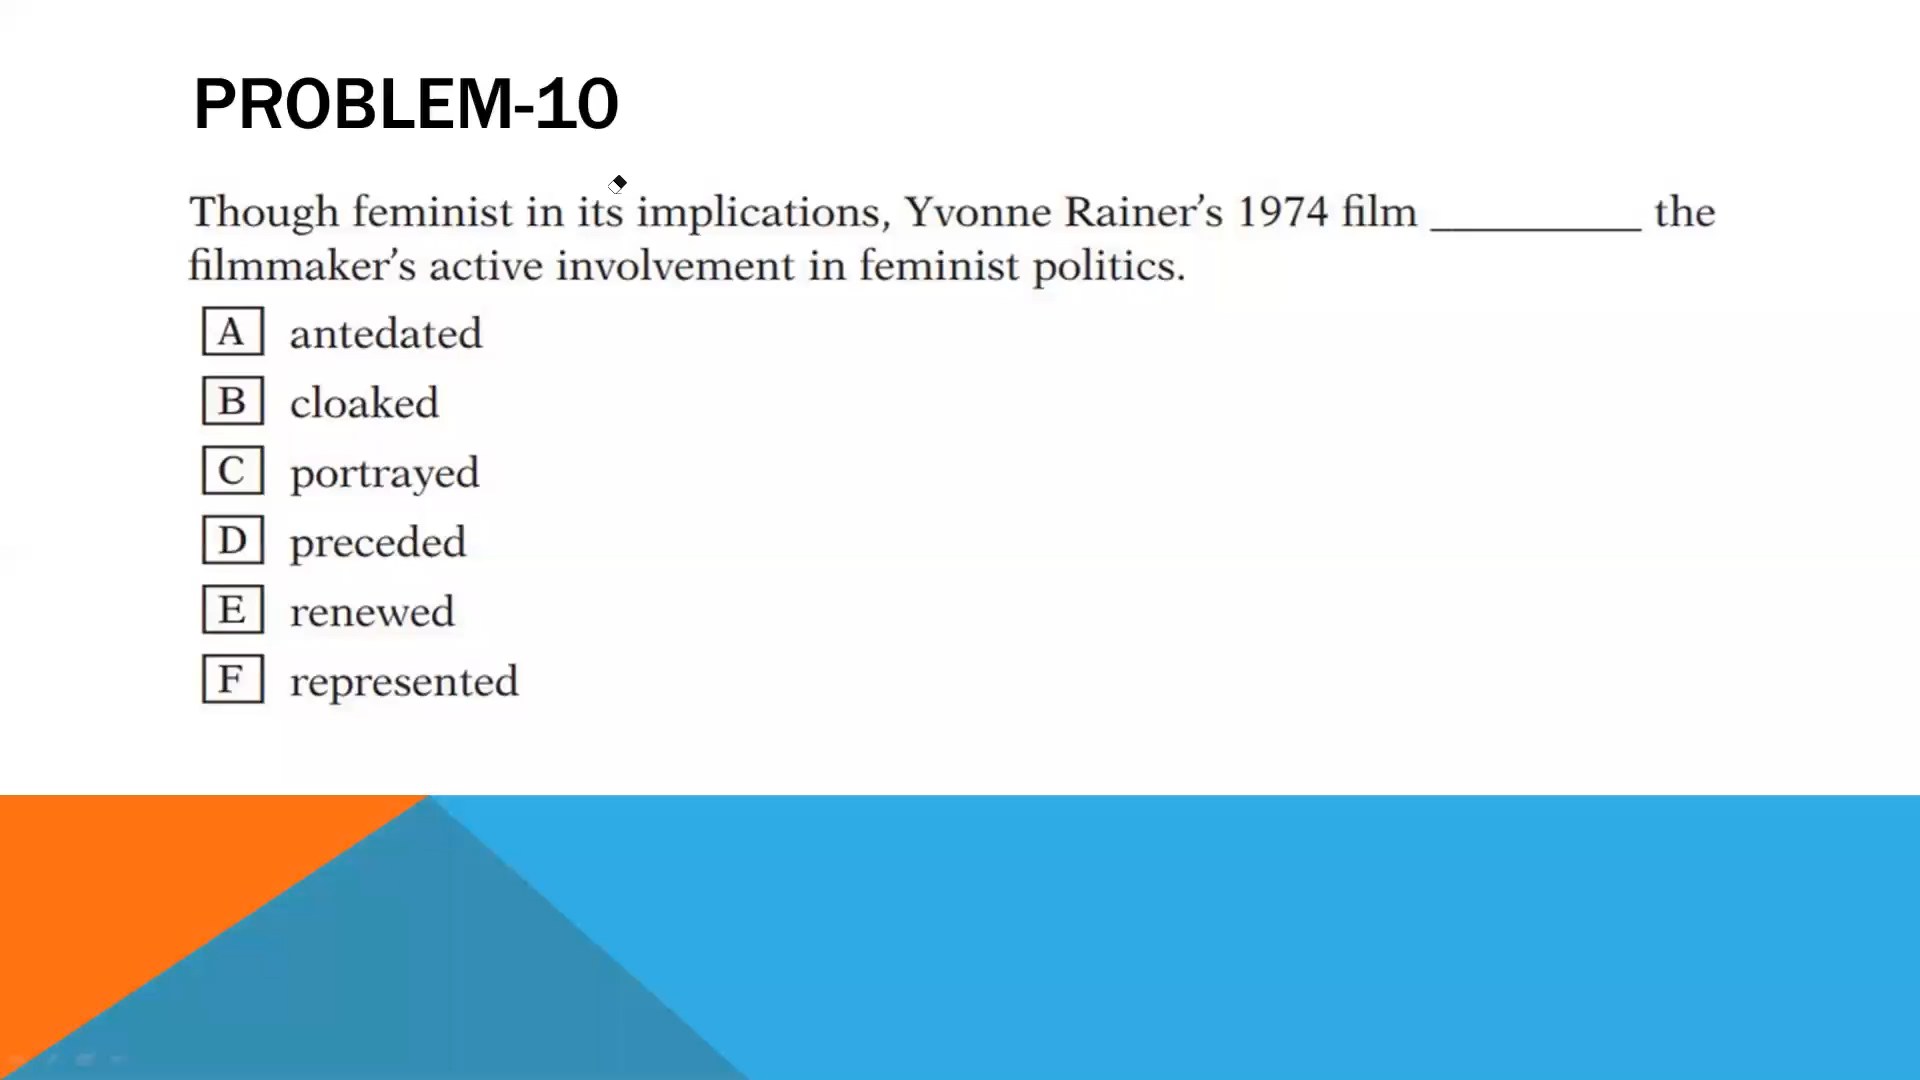 PROBLEM-10
Though feminist in its implications, Yvonne Rainer’s 1974 film __________ the
filmmaker’s active involvement in feminist politics.
A antedated
B cloaked
C portrayed
D preceded
E renewed
F represented